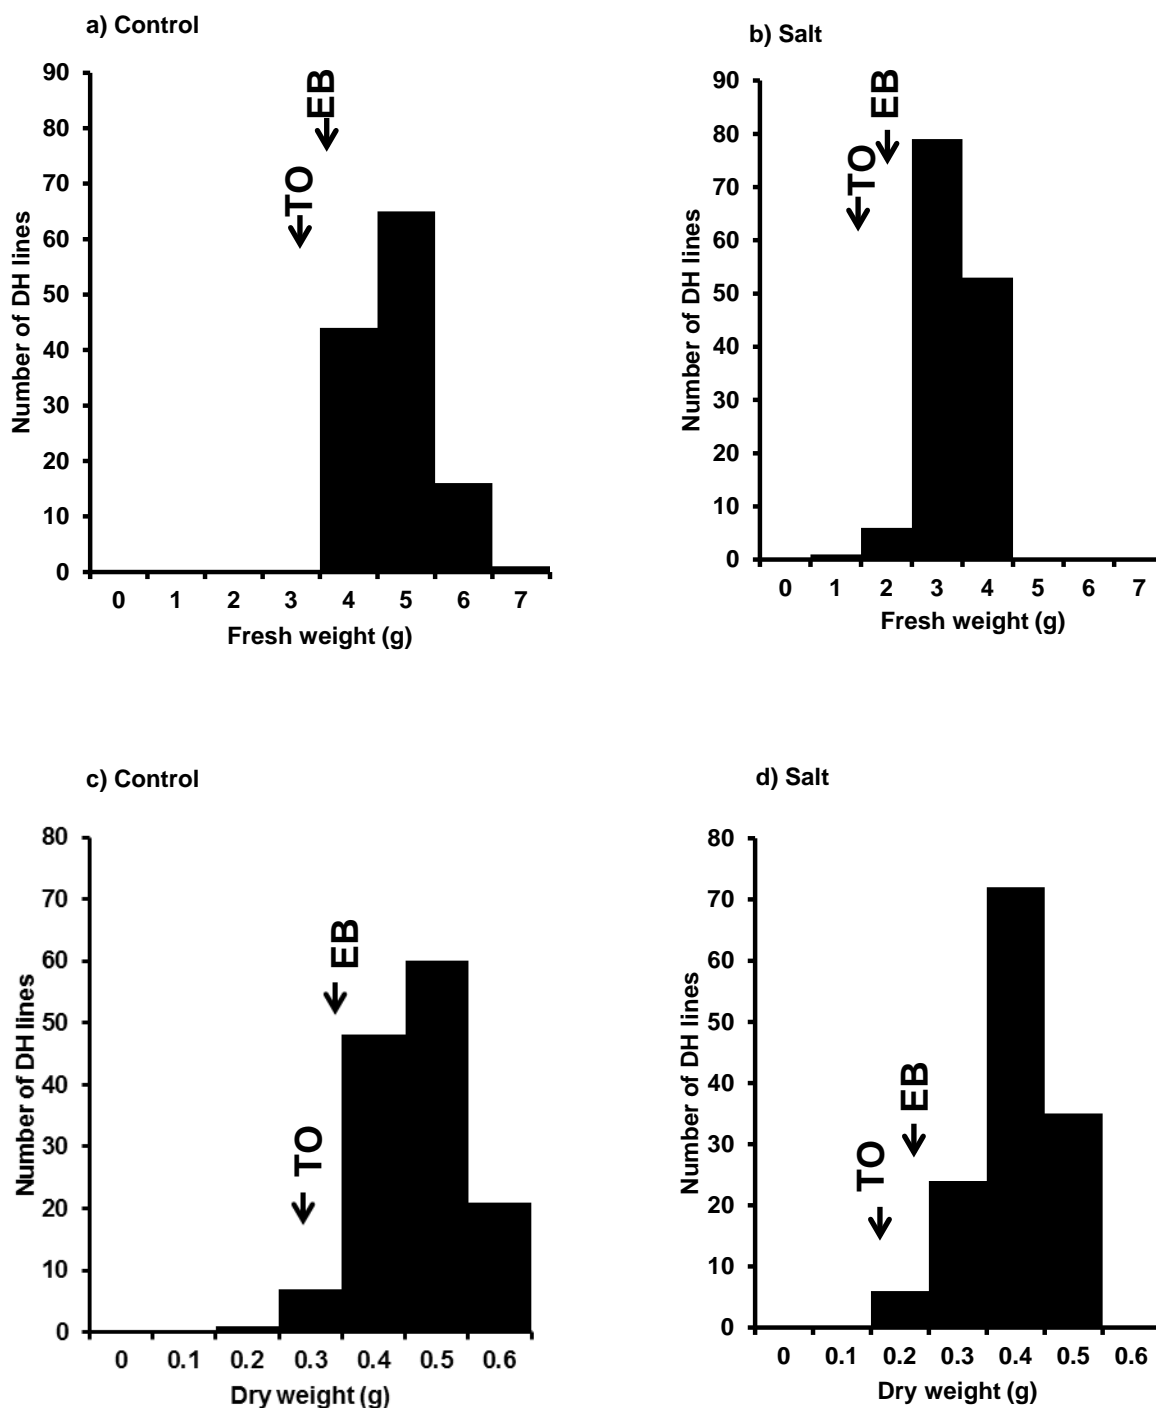 a) Control
b) Salt
90
80
70
60
50
40
30
20
10
0
Number of DH lines
EB
TO
0 1 2 3 4 5 6 7
Fresh weight (g)
90
80
70
60
50
40
30
20
10
0
Number of DH lines
EB
TO
0 1 2 3 4 5 6 7
Fresh weight (g)
c) Control
d) Salt
80
70
60
50
40
30
20
10
0
Number of DH lines
EB
TO
0 0.1 0.2 0.3 0.4 0.5 0.6
Dry weight (g)
80
70
60
50
40
30
20
10
0
Number of DH lines
EB
TO
0 0.1 0.2 0.3 0.4 0.5 0.6
Dry weight (g)